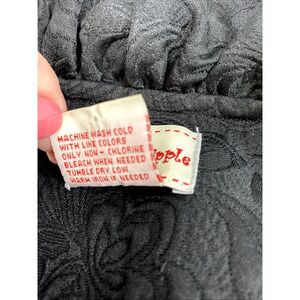 MACHINE WASH COLD
WITH LIKE COLORS
ONLY NON - CHLORINE
BLEACH WHEN NEEDED
TUMBLE DRY LOW
WARM IRON IF NEEDED